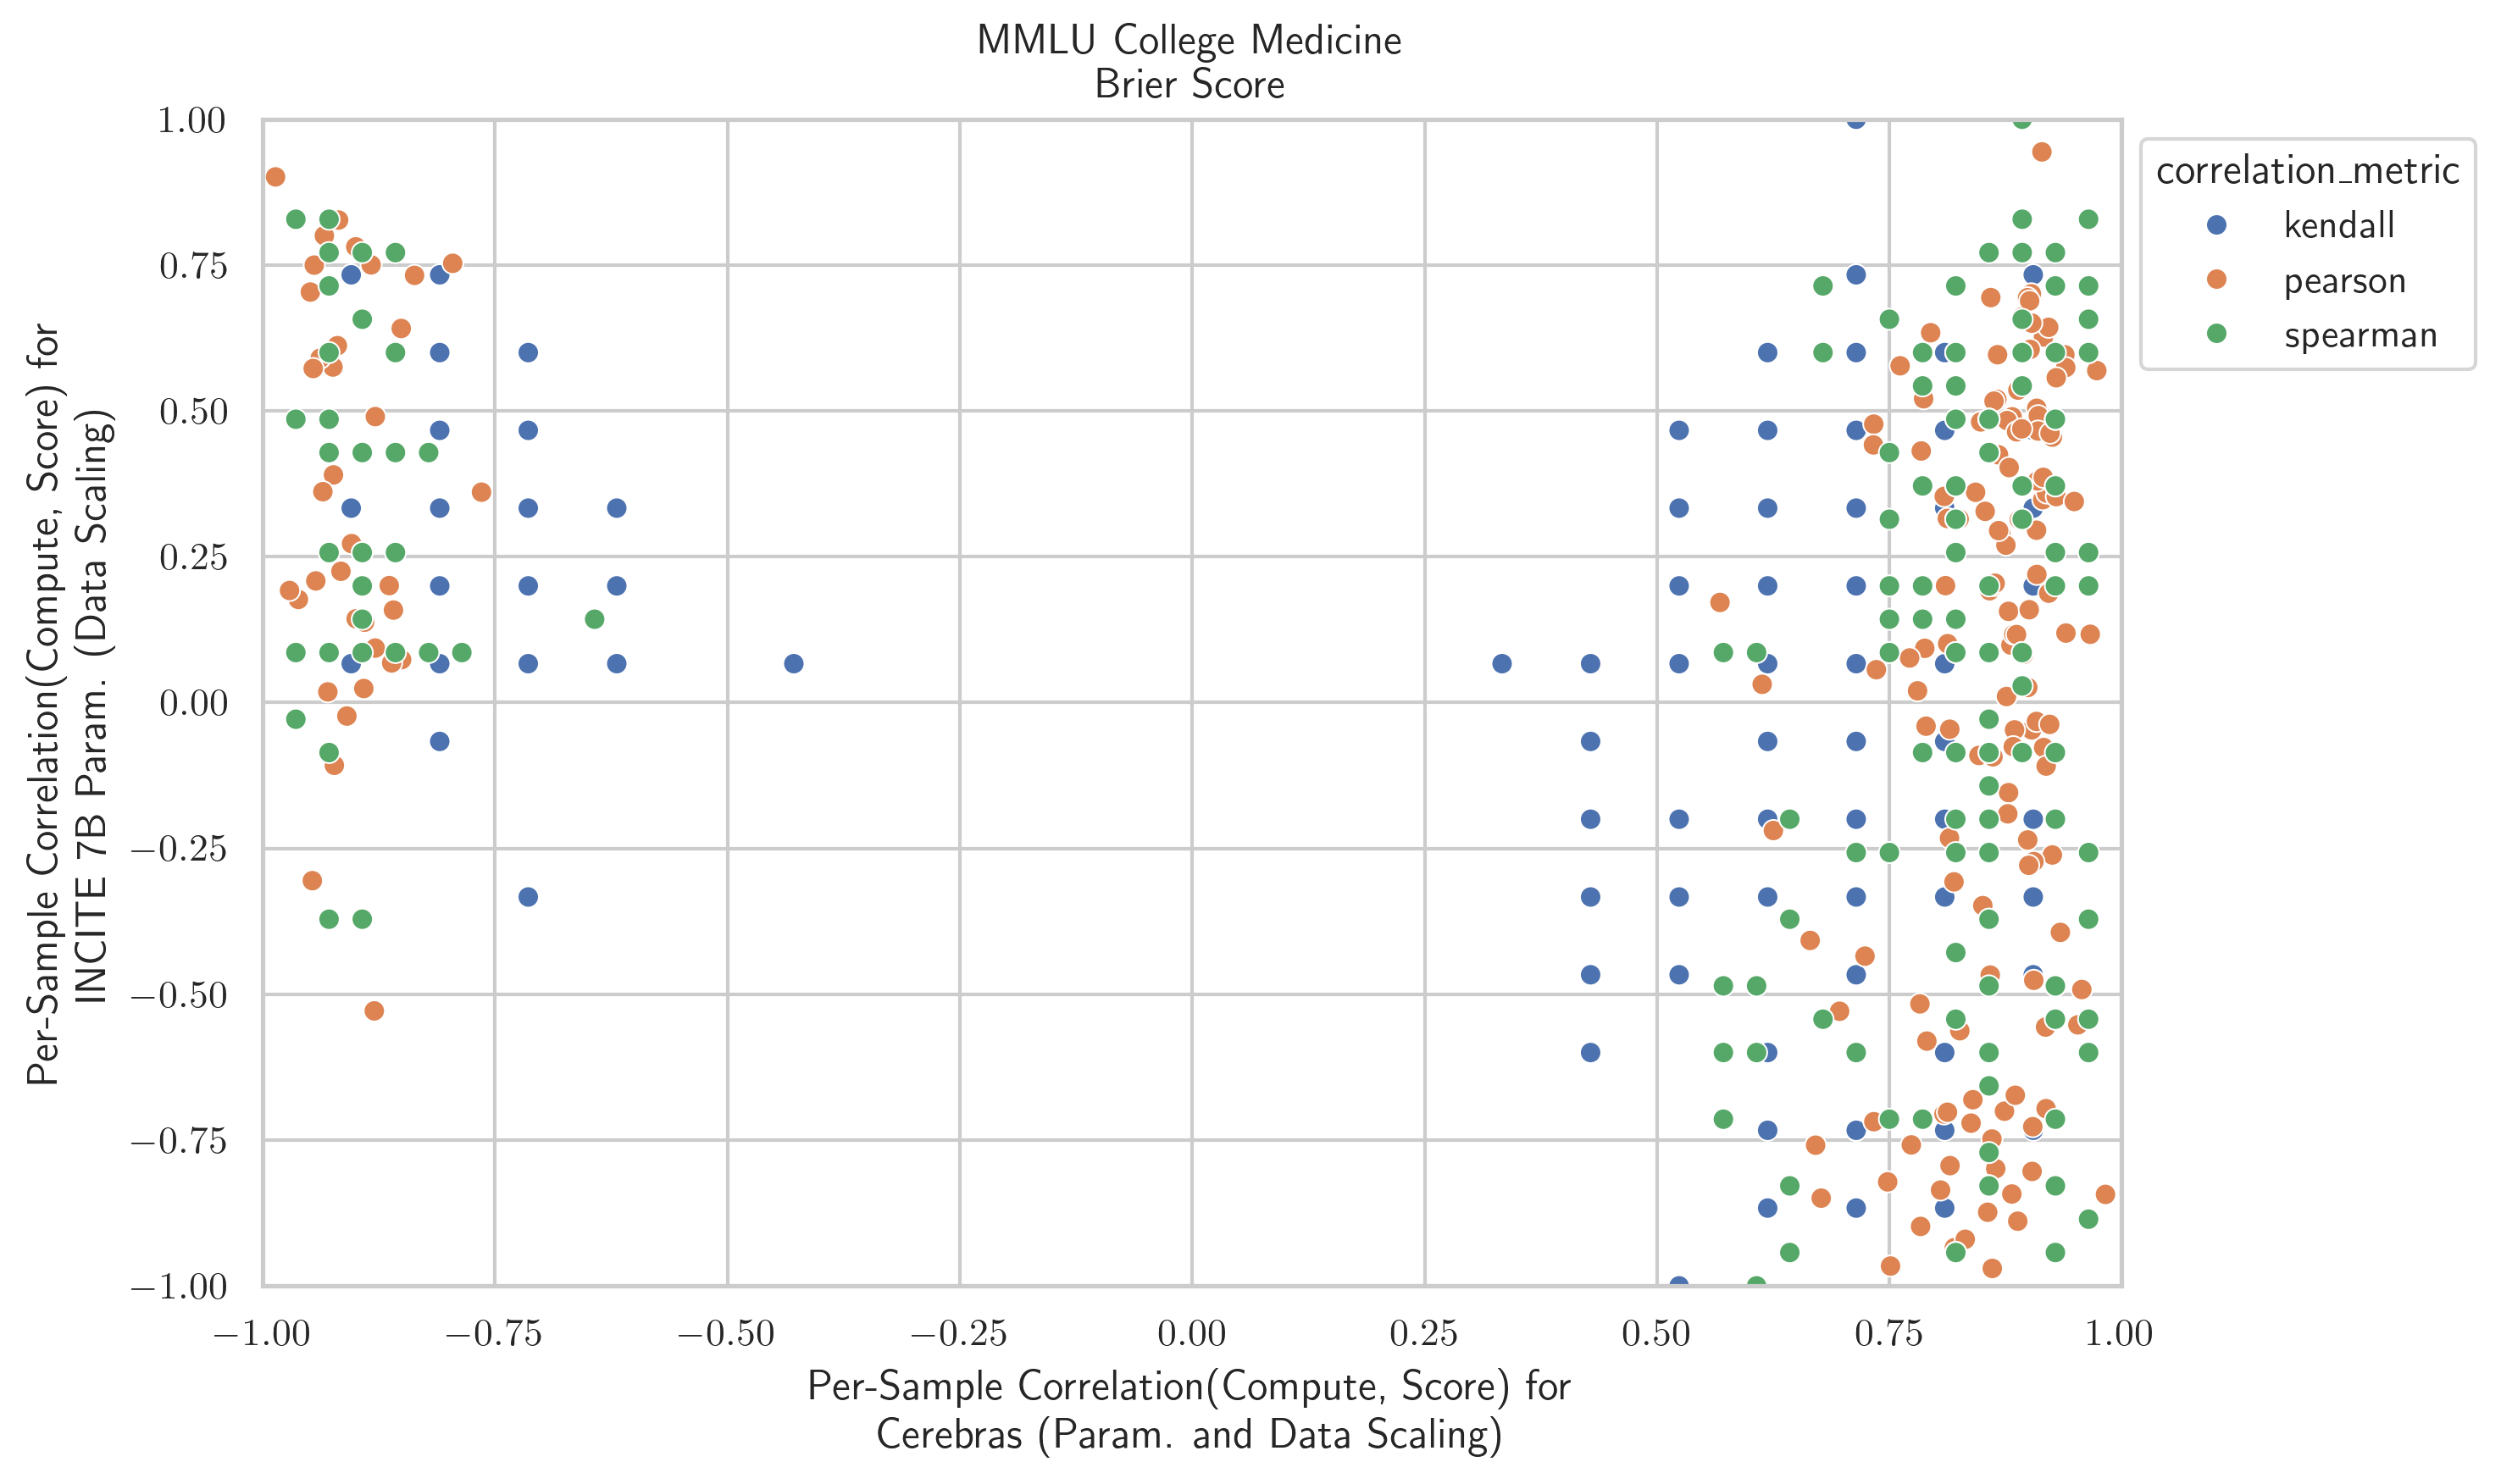 MMLU College Medicine
Brier Score
Per-Sample Correlation(Compute, Score) for
INCITE 7B Param. (Data Scaling)
1.00
0.75
0.50
0.25
0.00
−0.25
−0.50
−0.75
−1.00
correlation_metric
kendall
pearson
spearman
−1.00 −0.75 −0.50 −0.25 0.00 0.25 0.50 0.75 1.00
Per-Sample Correlation(Compute, Score) for
Cerebras (Param. and Data Scaling)